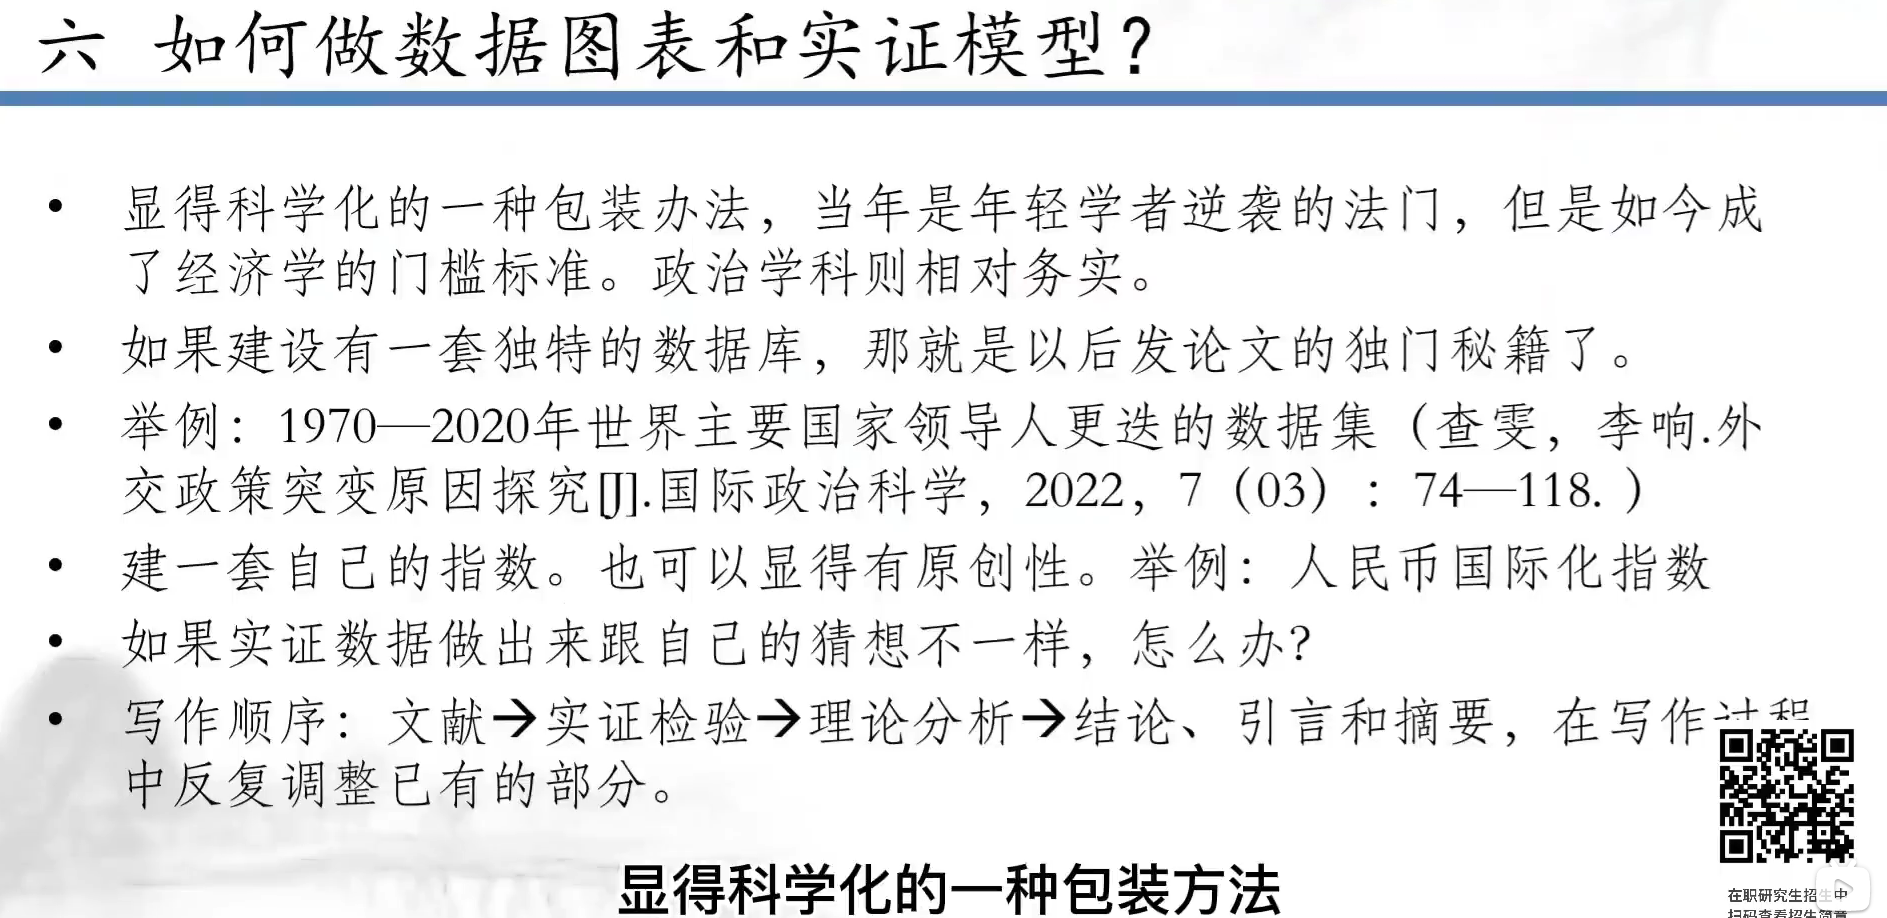 六 如何做数据图表和实证模型？
• 显得科学化的一种包装办法，当年是年轻学者逆袭的法门，但是如今成
了经济学的门槛标准。政治学科则相对务实。
• 如果建设有一套独特的数据库，那就是以后发论文的独门秘籍了。
• 举例：1970—2020年世界主要国家领导人更迭的数据集（查雯，李响.外
交政策突变原因探究[J].国际政治科学，2022，7（03）：74—118.）
• 建一套自己的指数。也可以显得有原创性。举例：人民币国际化指数
• 如果实证数据做出来跟自己的猜想不一样，怎么办？
• 写作顺序：文献→实证检验→理论分析→结论、引言和摘要，在写作过程
中反复调整已有的部分。
显得科学化的一种包装方法
在职研究生招生中
扫码查看招生简章